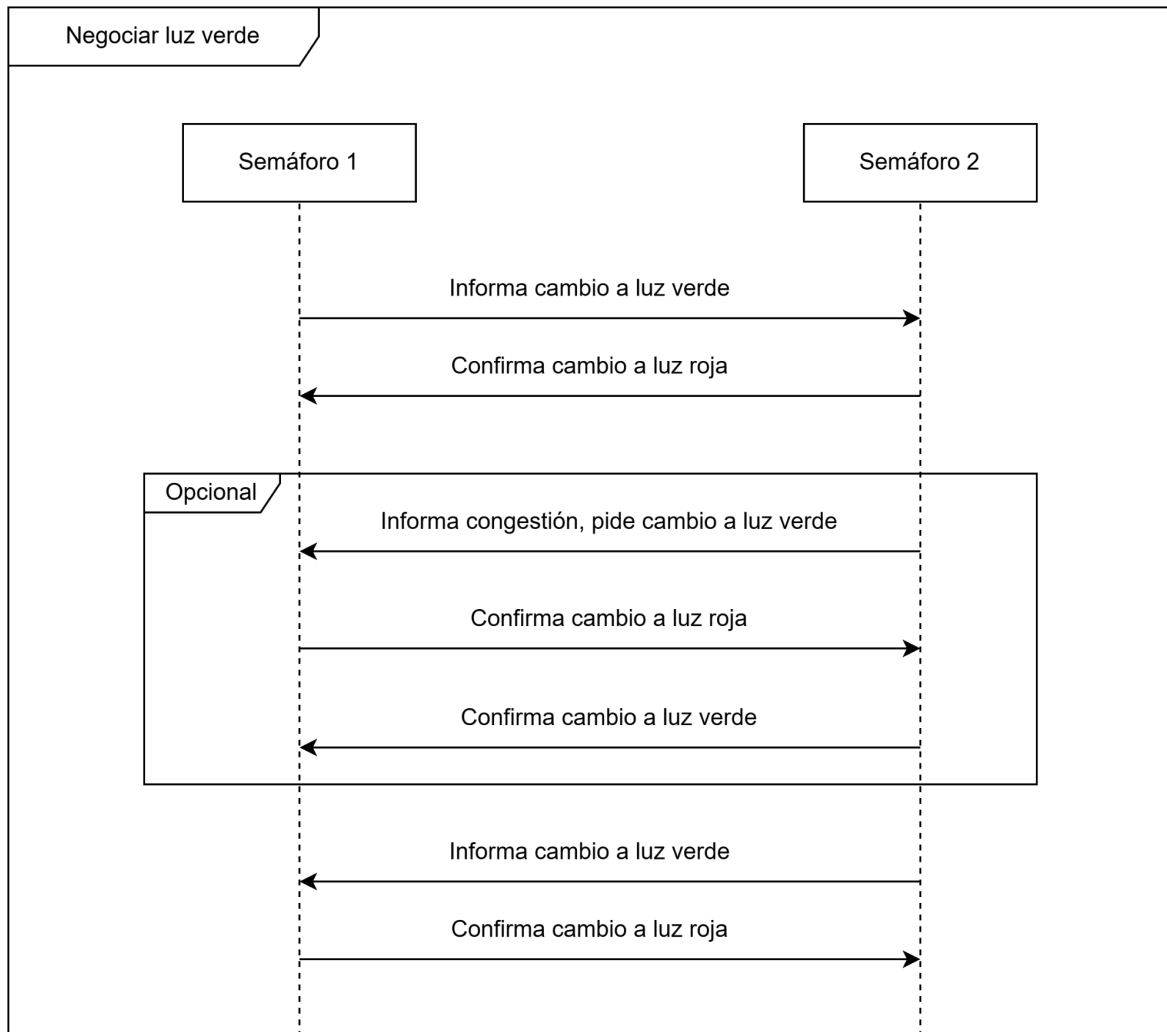 Negociar luz verde
Semáforo 1
Semáforo 2
Informa cambio a luz verde
Confirma cambio a luz roja
Opcional
Informa congestión, pide cambio a luz verde
Confirma cambio a luz roja
Confirma cambio a luz verde
Informa cambio a luz verde
Confirma cambio a luz roja